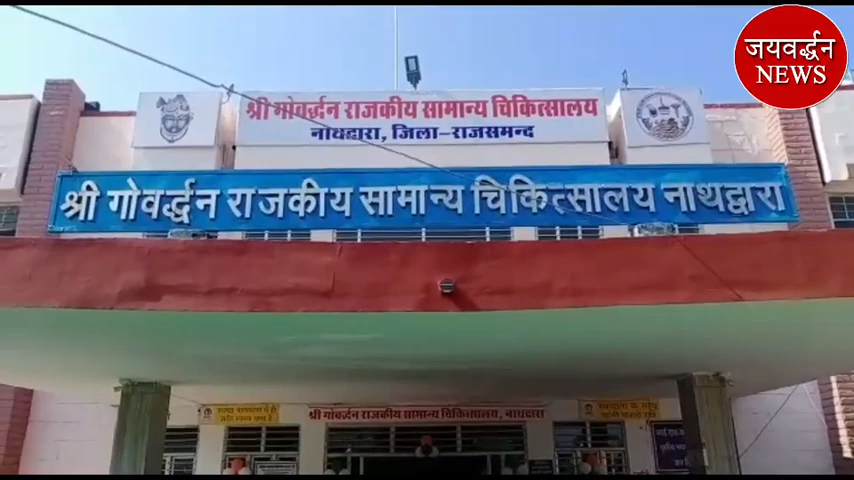 जयवर्द्धन
NEWS
श्री गोवर्द्धन राजकीय सामान्य चिकित्सालय
नाथद्वारा, जिला-राजसमन्द
श्री गोवर्द्धन राजकीय सामान्य चिकित्सालय नाथद्वारा
श्री गोवर्द्धन राजकीय सामान्य चिकित्सालय, नाथद्वारा